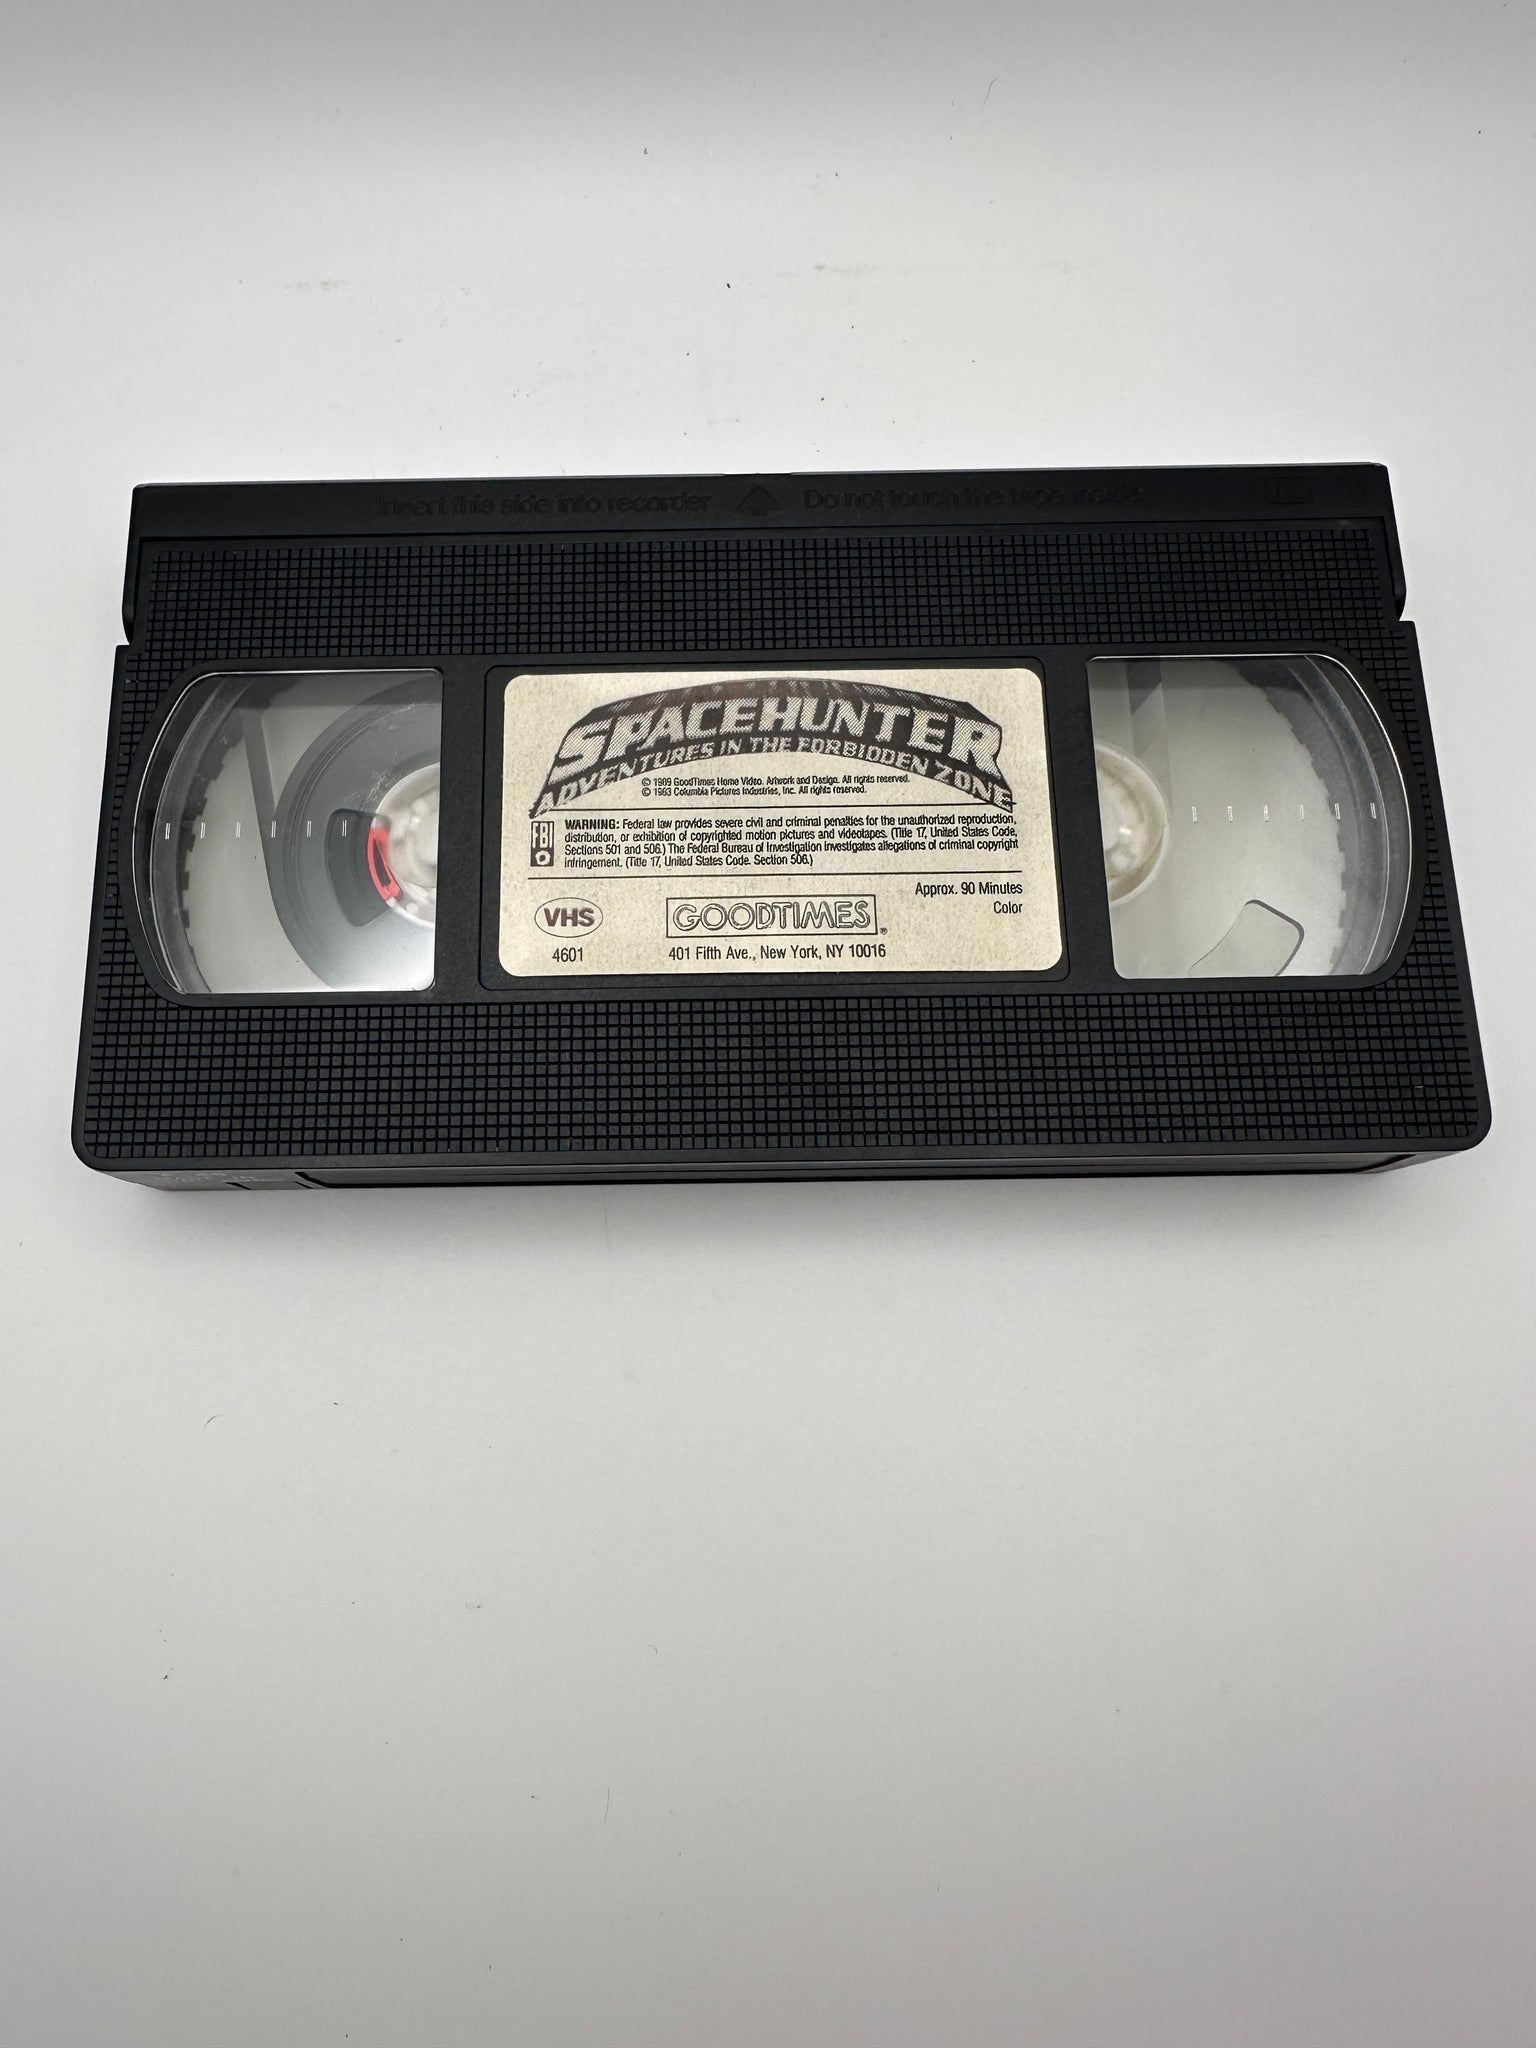 Insert this side into recorder Do not touch the tape inside
SPACEHUNTER
ADVENTURES IN THE FORBIDDEN ZONE
© 1989 GoodTimes Home Video. Artwork and Design. All rights reserved.
© 1983 Columbia Pictures Industries, Inc. All rights reserved.
FBI
WARNING: Federal law provides severe civil and criminal penalties for the unauthorized reproduction,
distribution, or exhibition of copyrighted motion pictures and videotapes. (Title 17, United States Code,
Sections 501 and 506.) The Federal Bureau of Investigation investigates allegations of criminal copyright
infringement. (Title 17, United States Code. Section 506.)
Approx. 90 Minutes
Color
VHS
GOODTIMES®
4601
401 Fifth Ave., New York, NY 10016